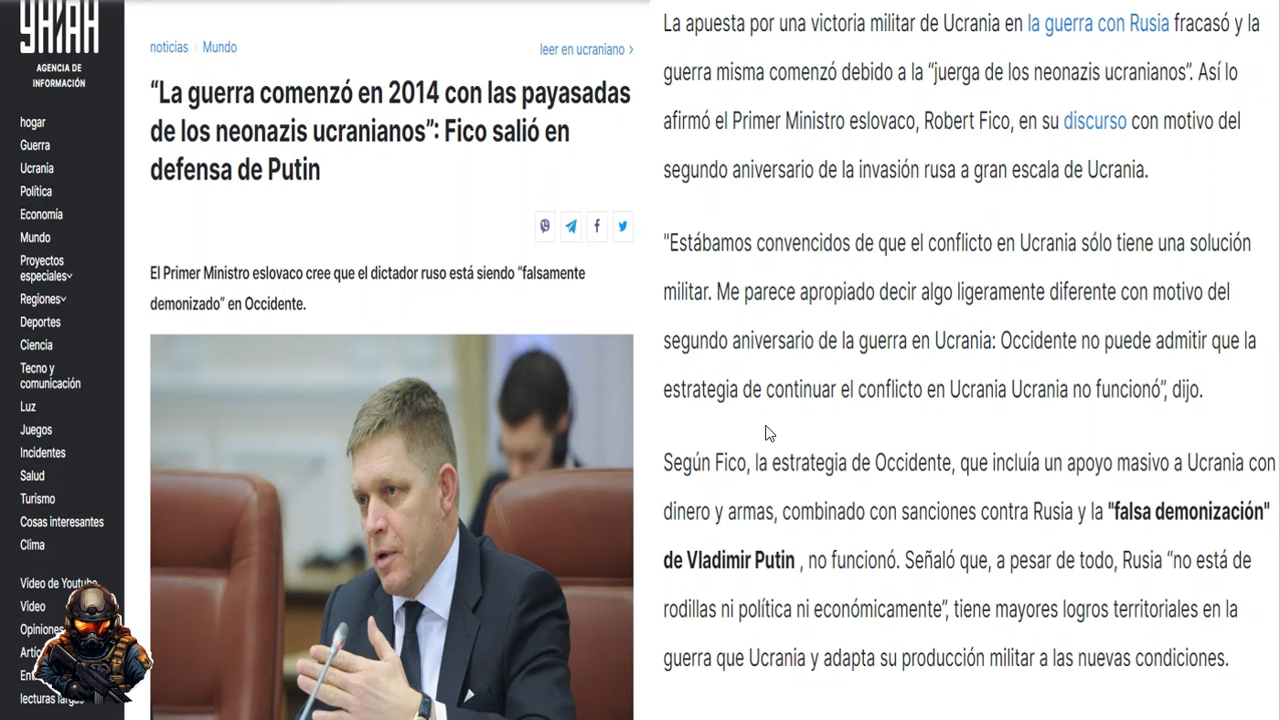 УНІАН
AGENCIA DE
INFORMACIÓN
hogar
Guerra
Ucrania
Política
Economía
Mundo
Proyectos
especiales
Regiones
Deportes
Ciencia
Tecno y
comunicación
Luz
Juegos
Incidentes
Salud
Turismo
Cosas interesantes
Clima
Video de Youtube
Video
Opiniones
lecturas largas
noticias › Mundo
leer en ucraniano ›
“La guerra comenzó en 2014 con las payasadas
de los neonazis ucranianos”: Fico salió en
defensa de Putin
El Primer Ministro eslovaco cree que el dictador ruso está siendo “falsamente
demonizado” en Occidente.
La apuesta por una victoria militar de Ucrania en la guerra con Rusia fracasó y la
guerra misma comenzó debido a la “juerga de los neonazis ucranianos”. Así lo
afirmó el Primer Ministro eslovaco, Robert Fico, en su discurso con motivo del
segundo aniversario de la invasión rusa a gran escala de Ucrania.
"Estábamos convencidos de que el conflicto en Ucrania sólo tiene una solución
militar. Me parece apropiado decir algo ligeramente diferente con motivo del
segundo aniversario de la guerra en Ucrania: Occidente no puede admitir que la
estrategia de continuar el conflicto en Ucrania Ucrania no funcionó”, dijo.
Según Fico, la estrategia de Occidente, que incluía un apoyo masivo a Ucrania con
dinero y armas, combinado con sanciones contra Rusia y la "falsa demonización"
de Vladimir Putin , no funcionó. Señaló que, a pesar de todo, Rusia “no está de
rodillas ni política ni económicamente”, tiene mayores logros territoriales en la
guerra que Ucrania y adapta su producción militar a las nuevas condiciones.